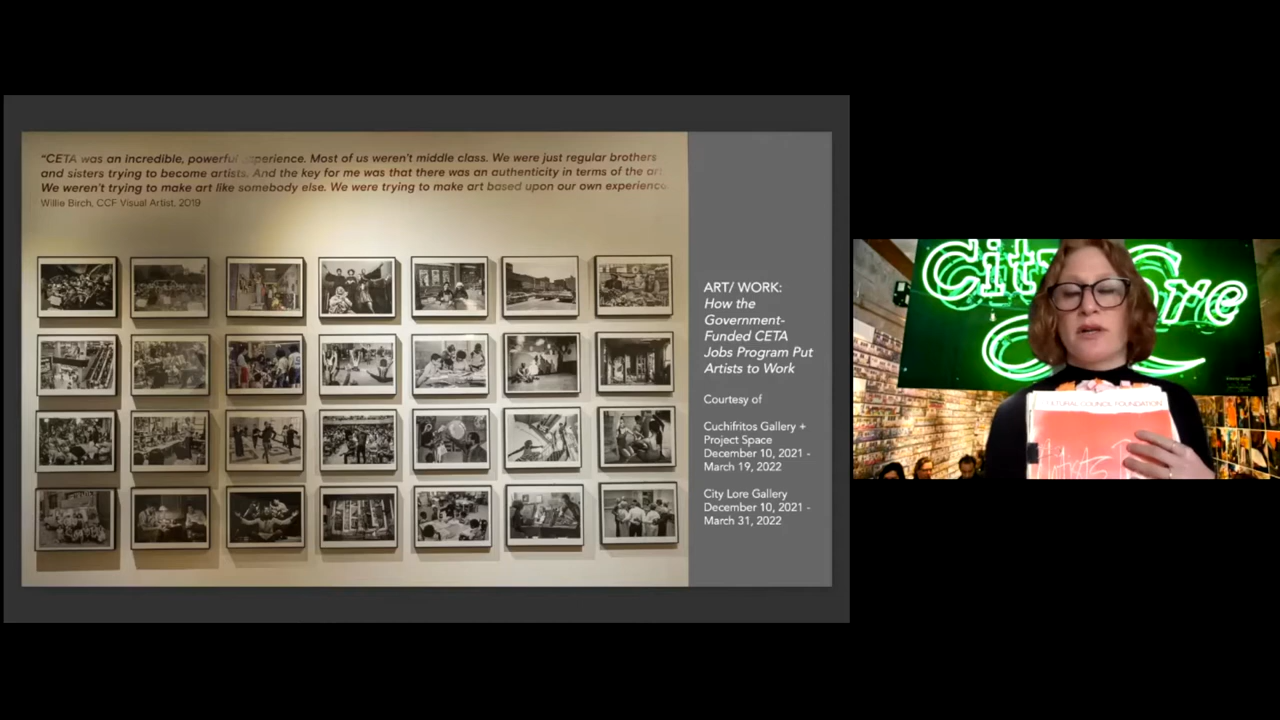 “CETA was an incredible, powerful experience. Most of us weren't middle class. We were just regular brothers
and sisters trying to become artists. And the key for me was that there was an authenticity in terms of the art
We weren't trying to make art like somebody else. We were trying to make art based upon our own experience
Willie Birch, CCF Visual Artist, 2019
ART/ WORK:
How the
Government-
Funded CETA
Jobs Program Put
Artists to Work
Courtesy of
Cuchifritos Gallery +
Project Space
December 10, 2021 -
March 19, 2022
City Lore Gallery
December 10, 2021 -
March 31, 2022
City
ore
COUNCIL FOUNDATION